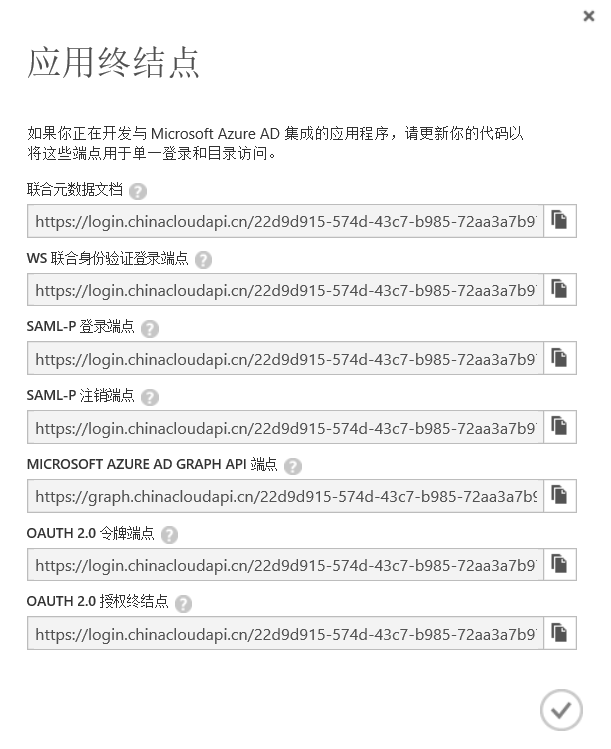 应用终结点
如果你正在开发与 Microsoft Azure AD 集成的应用程序，请更新你的代码以
将这些端点用于单一登录和目录访问。
联合元数据文档
https://login.chinacloudapi.cn/22d9d915-574d-43c7-b985-72aa3a7b9
WS 联合身份验证登录端点
https://login.chinacloudapi.cn/22d9d915-574d-43c7-b985-72aa3a7b9
SAML-P 登录端点
https://login.chinacloudapi.cn/22d9d915-574d-43c7-b985-72aa3a7b9
SAML-P 注销端点
https://login.chinacloudapi.cn/22d9d915-574d-43c7-b985-72aa3a7b9
MICROSOFT AZURE AD GRAPH API 端点
https://graph.chinacloudapi.cn/22d9d915-574d-43c7-b985-72aa3a7b9
OAUTH 2.0 令牌端点
https://login.chinacloudapi.cn/22d9d915-574d-43c7-b985-72aa3a7b9
OAUTH 2.0 授权终结点
https://login.chinacloudapi.cn/22d9d915-574d-43c7-b985-72aa3a7b9